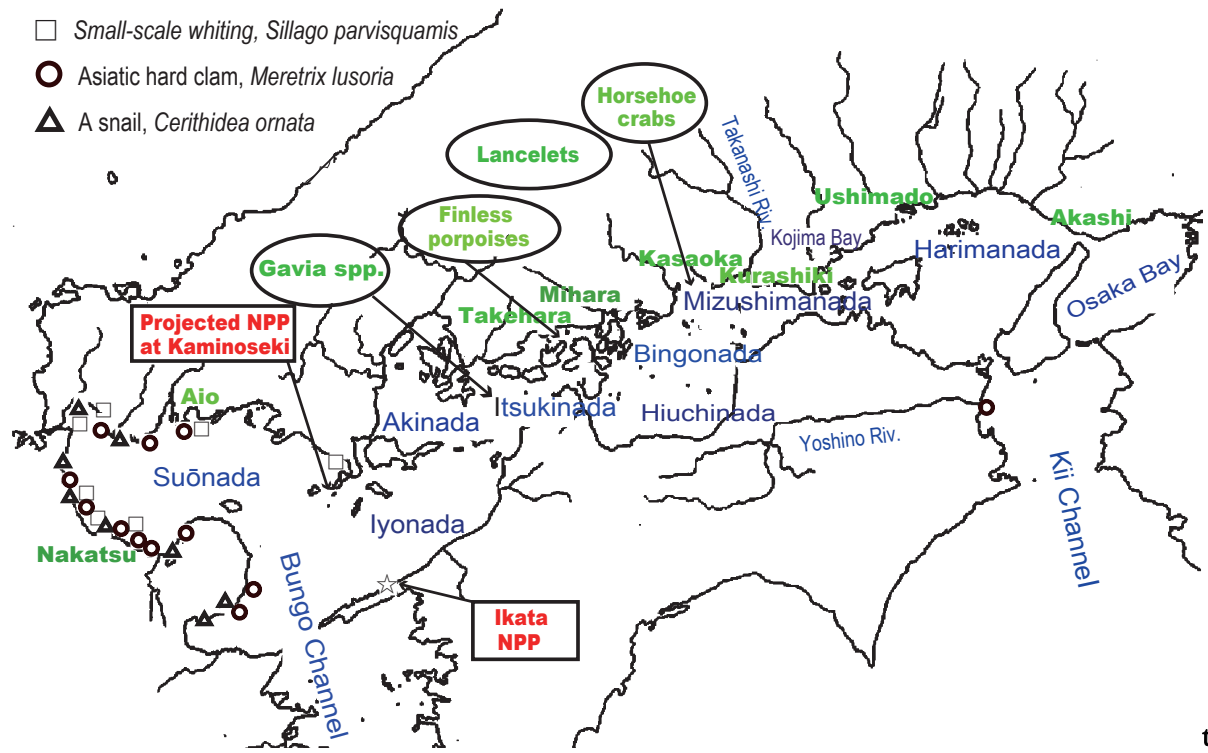 Small-scale whiting, Sillago parvisquamis
Asiatic hard clam, Meretrix lusoria
A snail, Cerithidea ornata
Horsehoe
crabs
Lancelets
Takanashi Riv.
Finless
porpoises
Ushimado
Akashi
Kojima Bay
Harimanada
Gavia spp.
Kasaoka
Kurashiki
Osaka Bay
Mihara
Mizushimanada
Takehara
Projected NPP
at Kaminoseki
Bingonada
Aio
Akinada
Itsukinada
Hiuchinada
Yoshino Riv.
Suōnada
Kii Channel
Iyonada
Nakatsu
Bungo Channel
Ikata
NPP
t